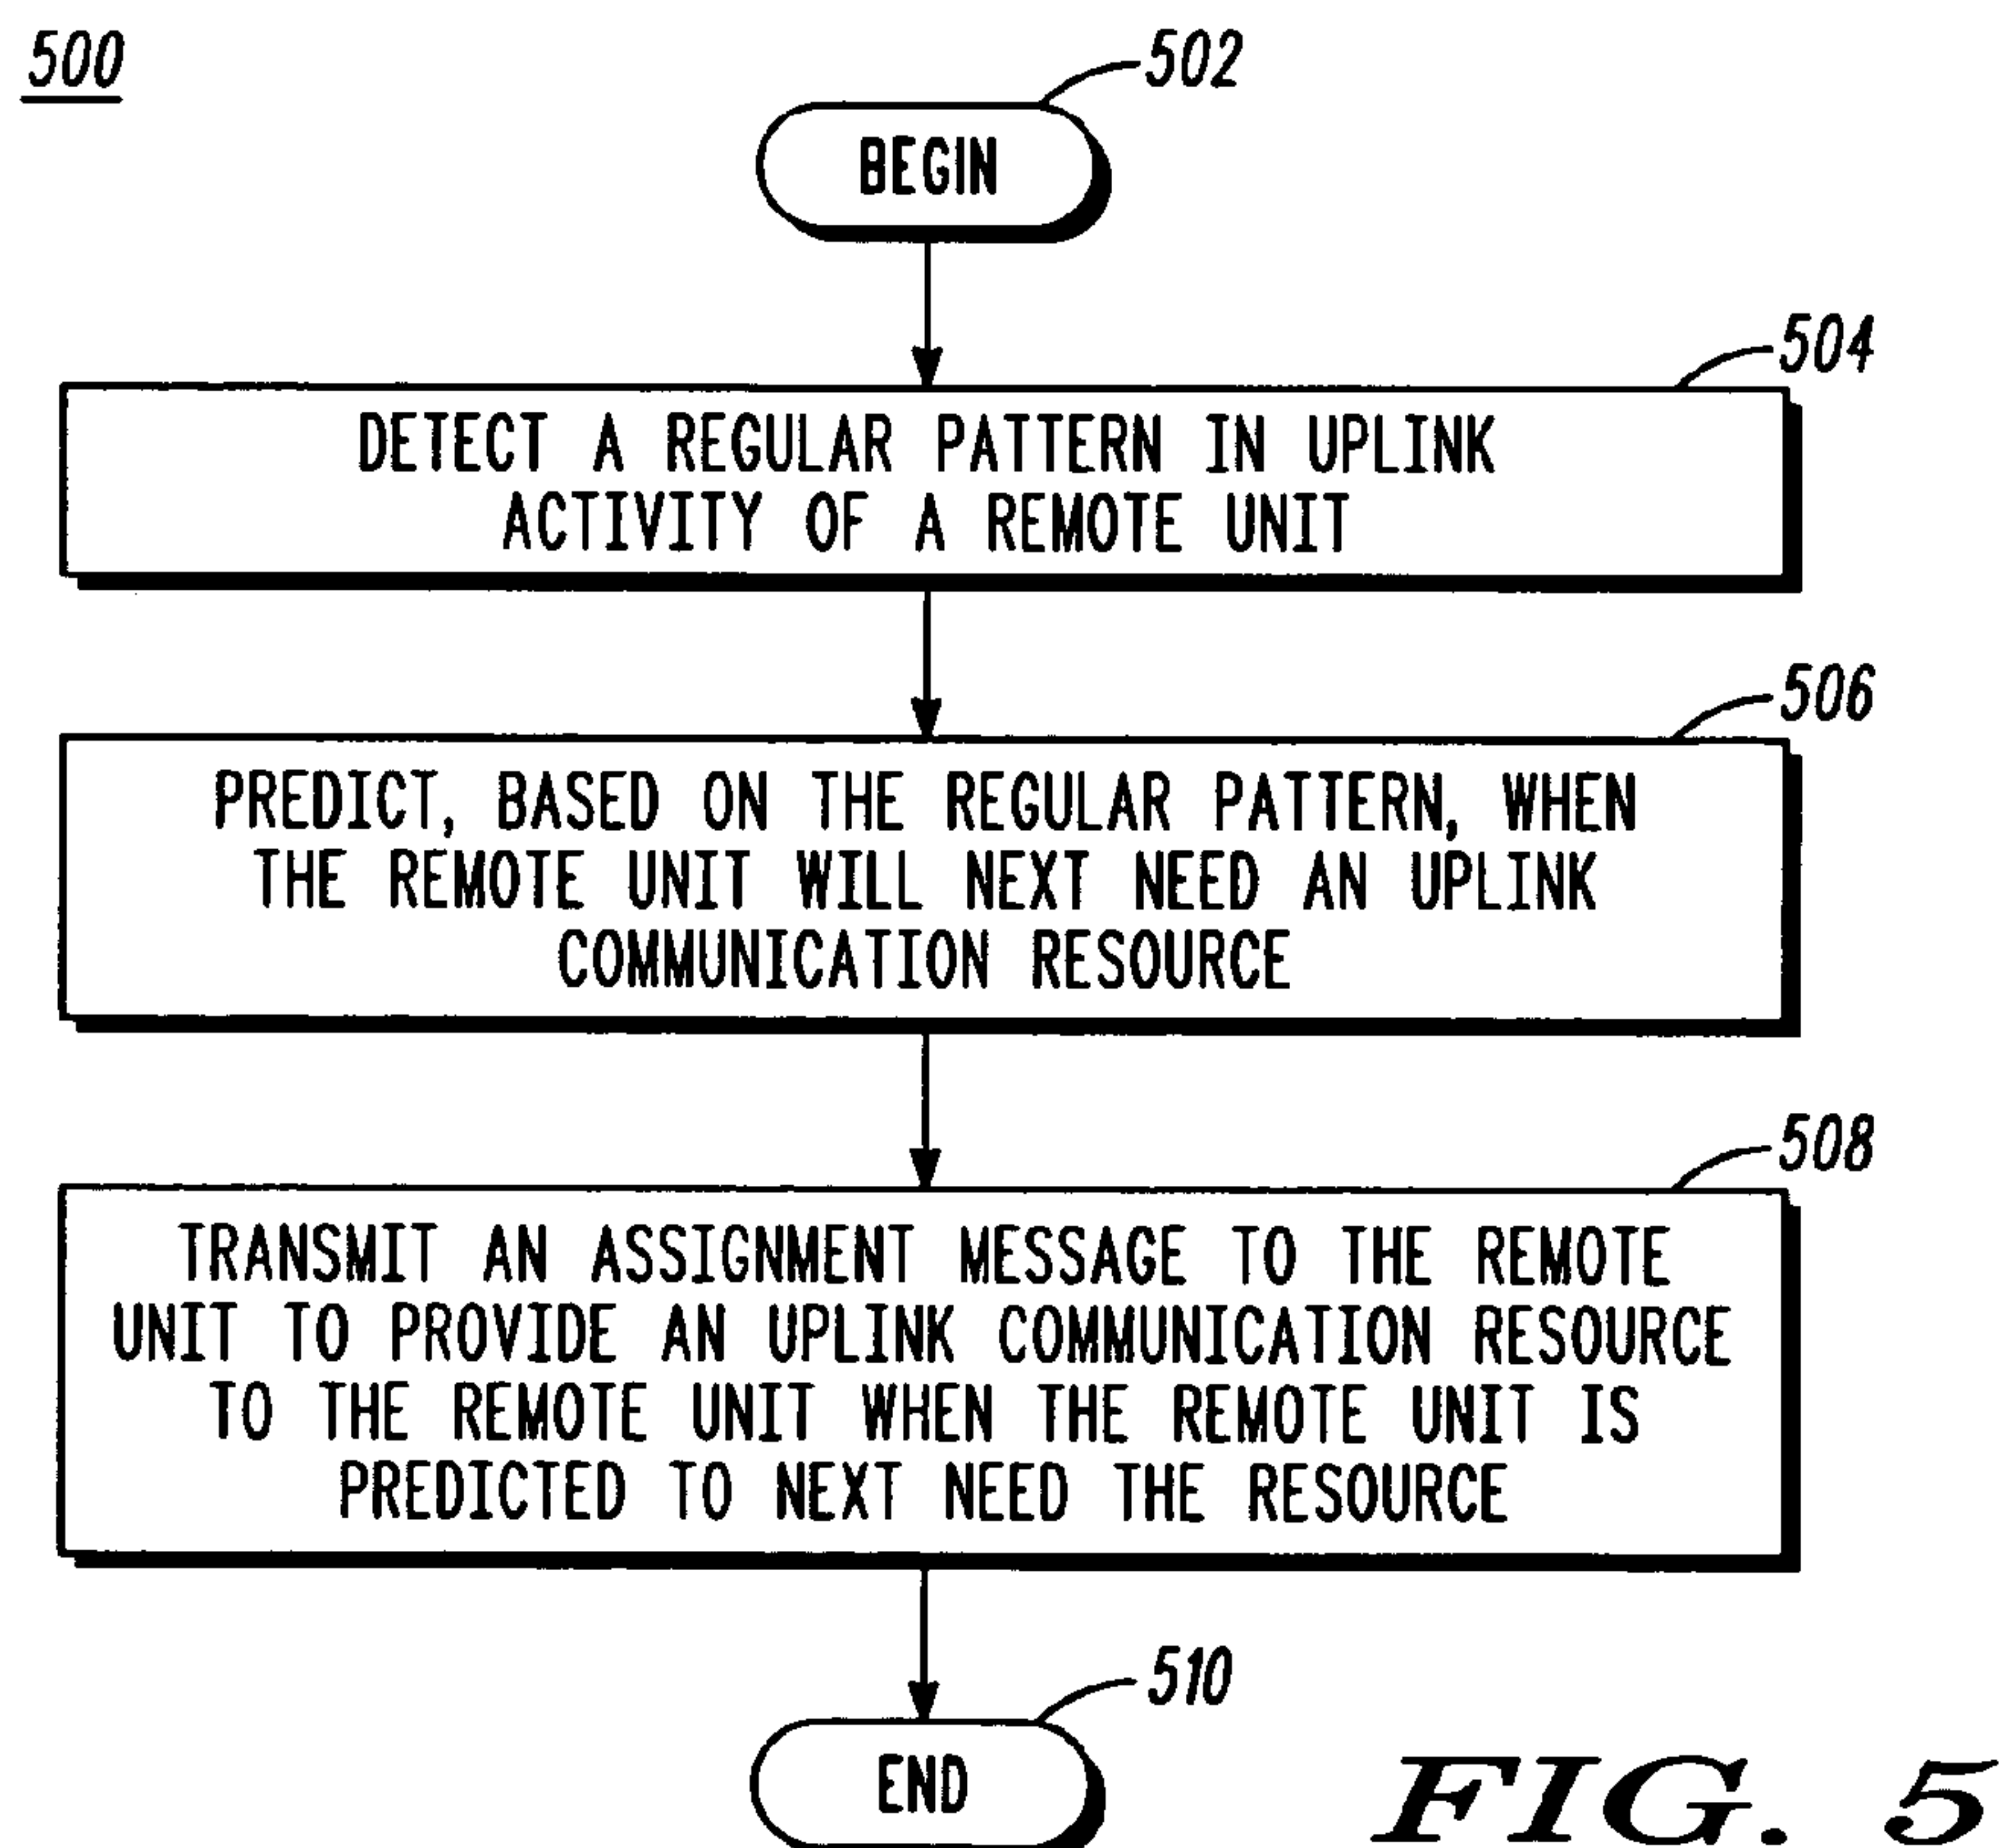 500
502
BEGIN
504
DETECT A REGULAR PATTERN IN UPLINK
ACTIVITY OF A REMOTE UNIT
506
PREDICT, BASED ON THE REGULAR PATTERN, WHEN
THE REMOTE UNIT WILL NEXT NEED AN UPLINK
COMMUNICATION RESOURCE
508
TRANSMIT AN ASSIGNMENT MESSAGE TO THE REMOTE
UNIT TO PROVIDE AN UPLINK COMMUNICATION RESOURCE
TO THE REMOTE UNIT WHEN THE REMOTE UNIT IS
PREDICTED TO NEXT NEED THE RESOURCE
510
END
FIG. 5